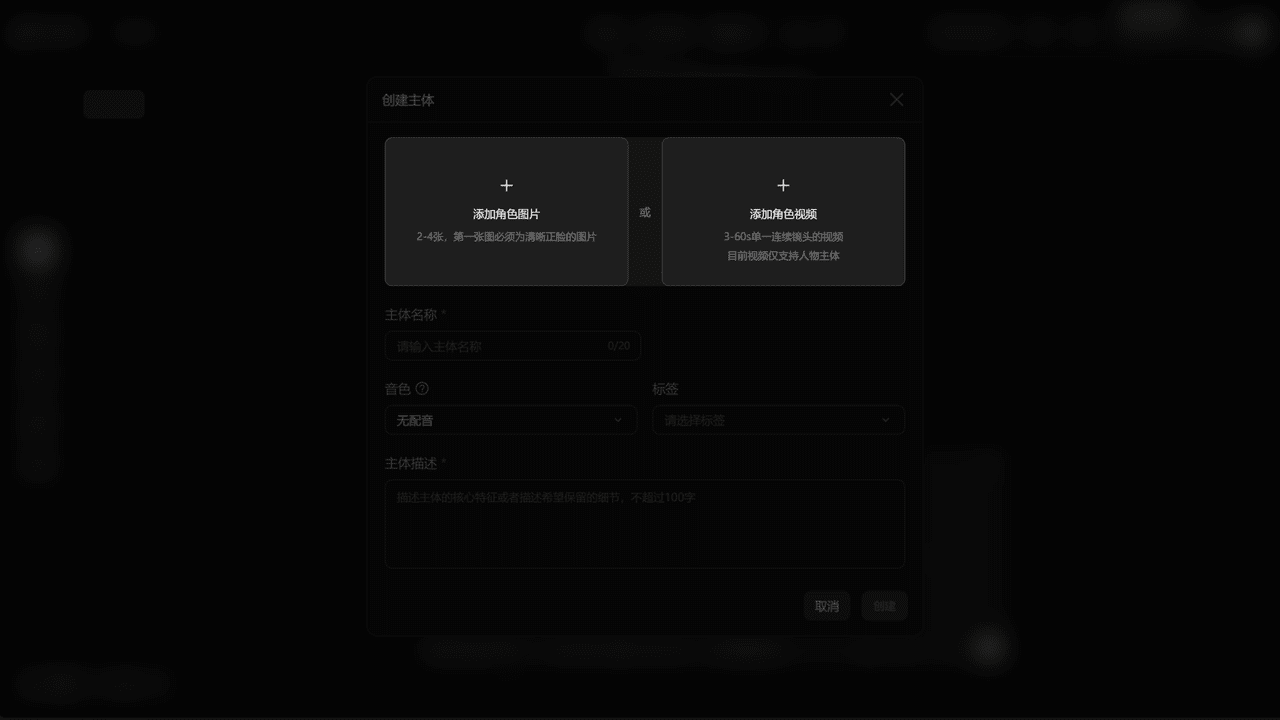 创建主体
添加角色图片
2-4张，第一张图必须为清晰正脸的图片
或
添加角色视频
3-60s单一连续镜头的视频
目前视频仅支持人物主体
主体名称 *
请输入主体名称
0/20
音色
标签
无配音
请选择标签
主体描述 *
描述主体的核心特征或者描述希望保留的细节，不超过100字
取消
创建